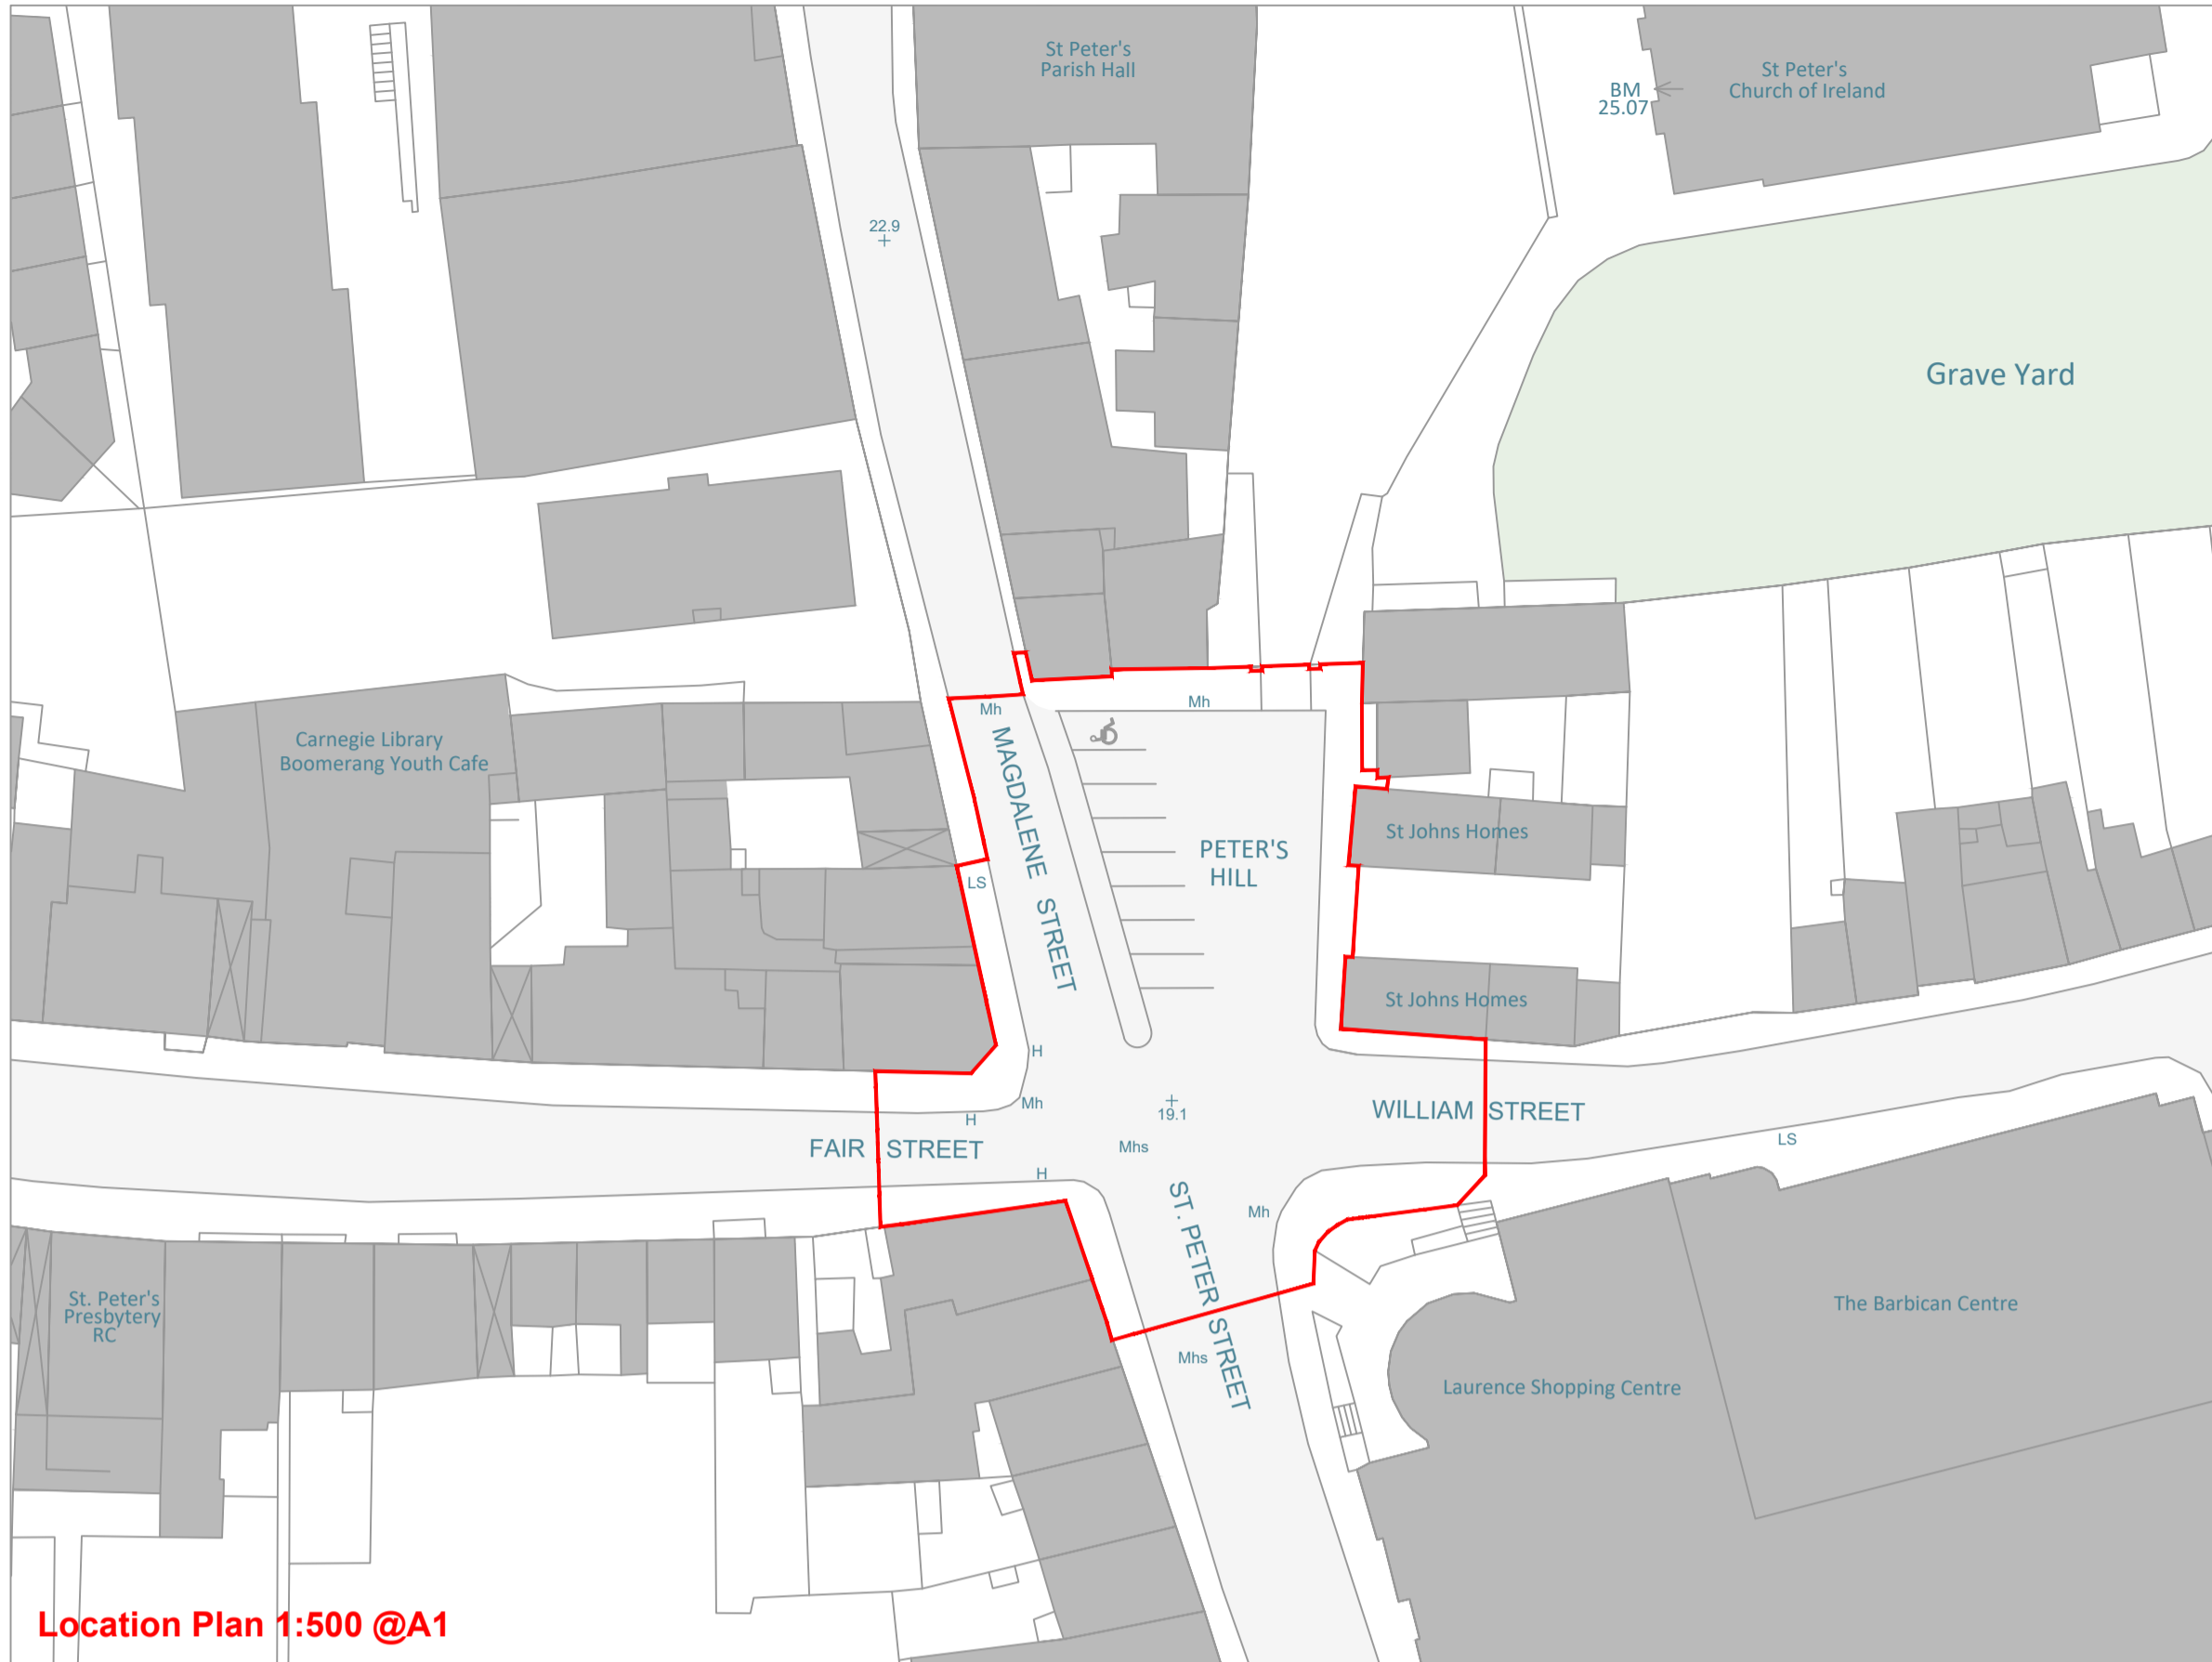 St Peter's
Parish Hall
St Peter's
Church of Ireland
BM
25.07
22.9
Grave Yard
Mh
Mh
Carnegie Library
Boomerang Youth Cafe
MAGDALENE STREET
St Johns Homes
PETER'S
HILL
LS
St Johns Homes
H
Mh
19.1
H
WILLIAM STREET
LS
FAIR STREET
Mhs
H
ST. PETER STREET
Mh
St. Peter's
Presbytery
RC
The Barbican Centre
Mhs
Laurence Shopping Centre
Location Plan 1:500 @A1